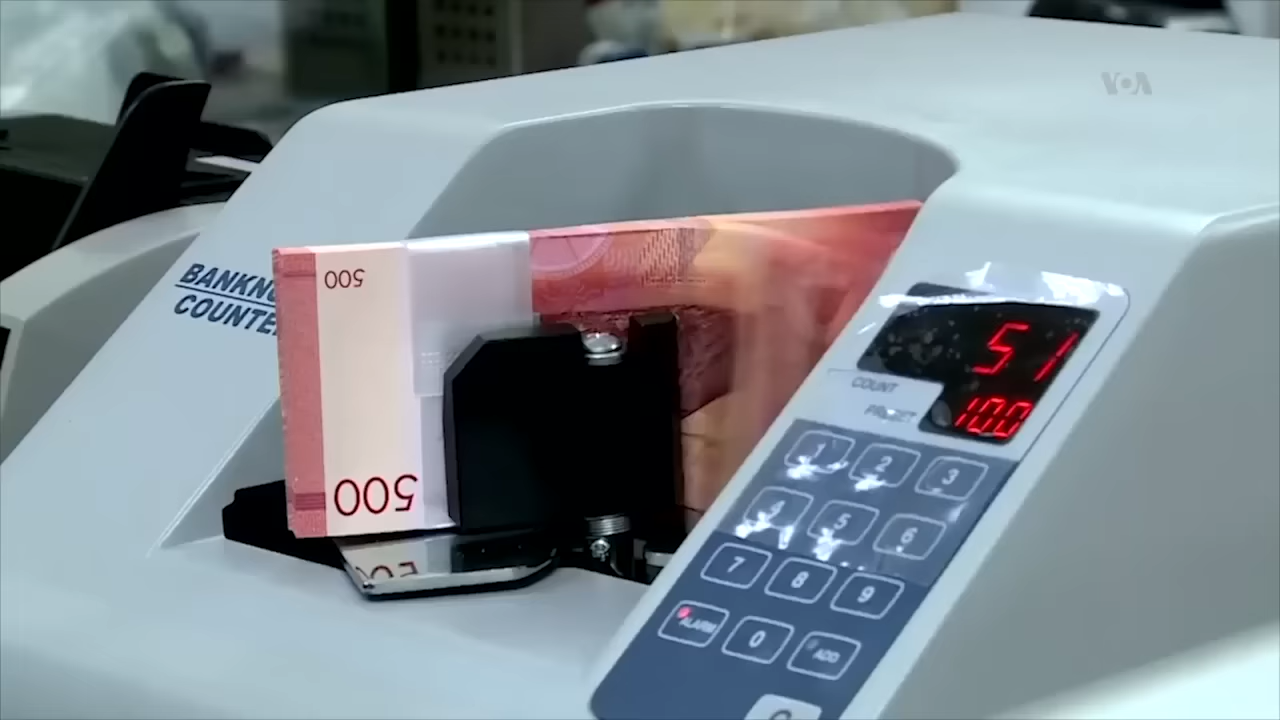 VOA
BANKN
COUNTE
500
500
51
100
COUNT
PRESET
1 2 3
4 5 6
7 8 9
ALARM 0 ADD